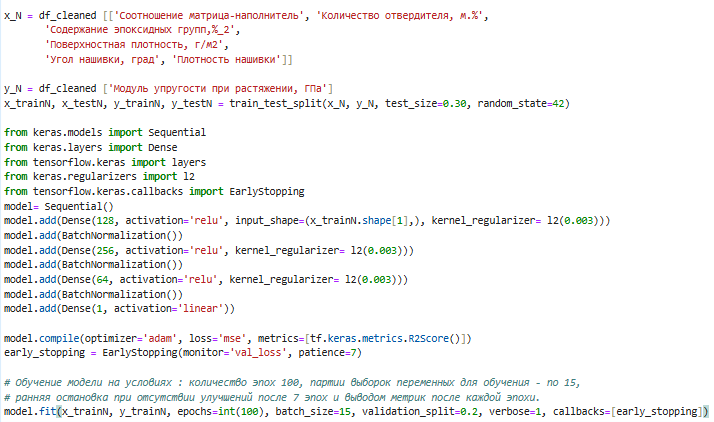 x_N = df_cleaned [['Соотношение матрица-наполнитель', 'Количество отвердителя, м.%',
'Содержание эпоксидных групп,%_2',
'Поверхностная плотность, г/м2',
'Угол нашивки, град', 'Плотность нашивки']]
y_N = df_cleaned ['Модуль упругости при растяжении, ГПа']
x_trainN, x_testN, y_trainN, y_testN = train_test_split(x_N, y_N, test_size=0.30, random_state=42)
from keras.models import Sequential
from keras.layers import Dense
from tensorflow.keras import layers
from keras.regularizers import l2
from tensorflow.keras.callbacks import EarlyStopping
model= Sequential()
model.add(Dense(128, activation='relu', input_shape=(x_trainN.shape[1],), kernel_regularizer= l2(0.003)))
model.add(BatchNormalization())
model.add(Dense(256, activation='relu', kernel_regularizer= l2(0.003)))
model.add(BatchNormalization())
model.add(Dense(64, activation='relu', kernel_regularizer= l2(0.003)))
model.add(BatchNormalization())
model.add(Dense(1, activation='linear'))
model.compile(optimizer='adam', loss='mse', metrics=[tf.keras.metrics.R2Score()])
early_stopping = EarlyStopping(monitor='val_loss', patience=7)
# Обучение модели на условиях : количество эпох 100, партии выборок переменных для обучения - по 15,
# ранняя остановка при отсутствии улучшений после 7 эпох и выводом метрик после каждой эпохи.
model.fit(x_trainN, y_trainN, epochs=int(100), batch_size=15, validation_split=0.2, verbose=1, callbacks=[early_stopping])